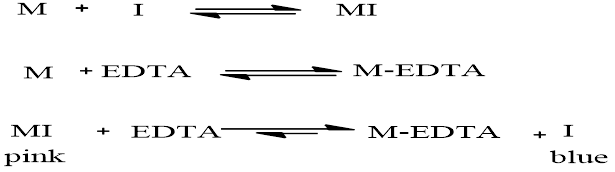 M + I ⇌ MI
M + EDTA ⇌ M-EDTA
MI + EDTA ⇌ M-EDTA + I
pink blue